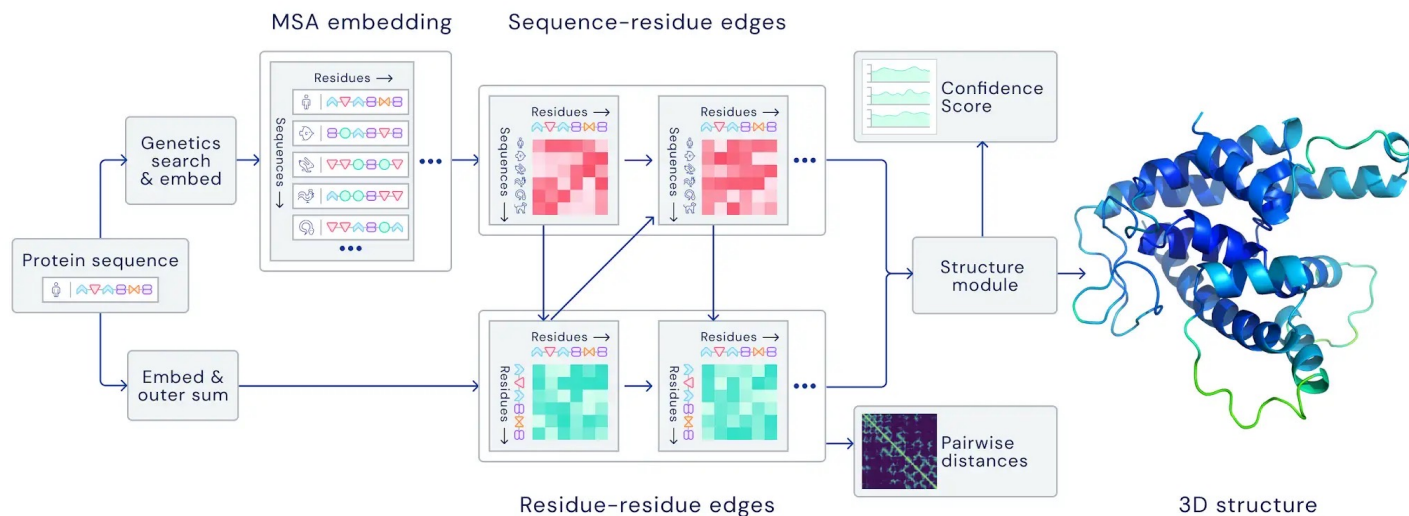 MSA embedding
Sequence-residue edges
Residues →
Sequences →
Genetics
search
& embed
Protein sequence
Embed &
outer sum
Residues →
Sequences →
Residues →
Sequences →
Residues →
Residues →
Residues →
Residues →
Confidence
Score
Structure
module
Pairwise
distances
Residue-residue edges
3D structure